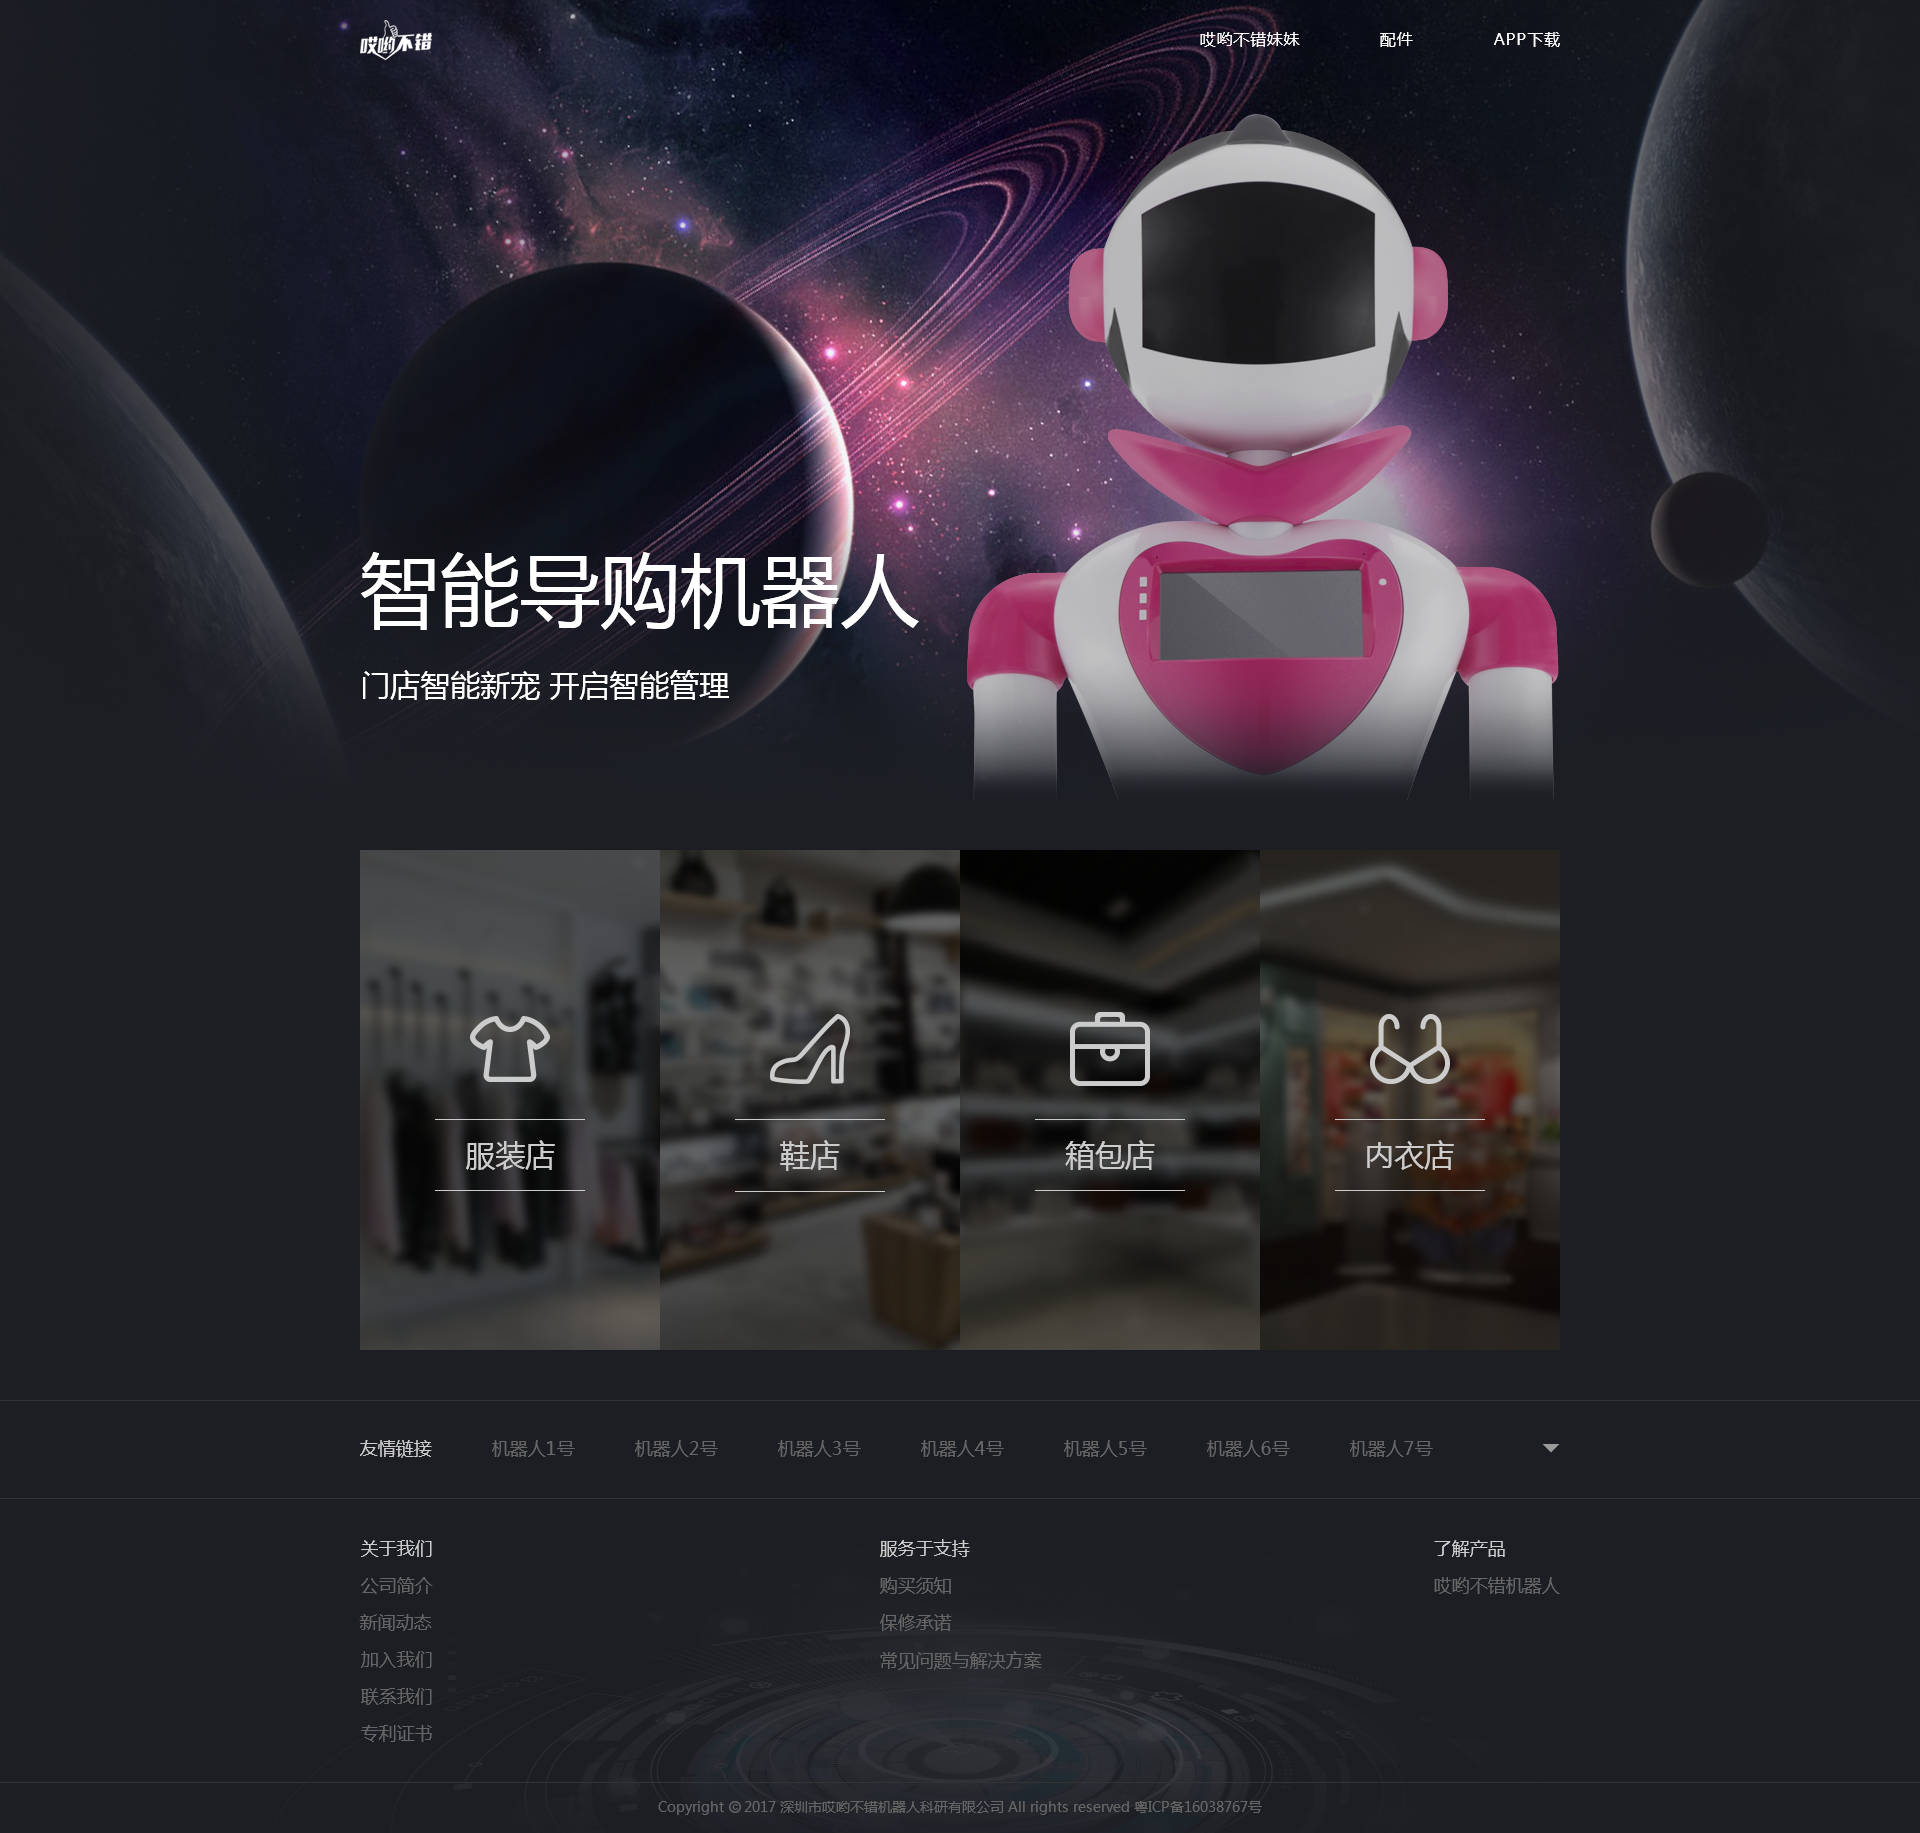 哎哟不错
哎哟不错妹妹 配件 APP下载
智能导购机器人
门店智能新宠 开启智能管理
服装店 鞋店 箱包店 内衣店
友情链接 机器人1号 机器人2号 机器人3号 机器人4号 机器人5号 机器人6号 机器人7号
关于我们
公司简介
新闻动态
加入我们
联系我们
专利证书
服务于支持
购买须知
保修承诺
常见问题与解决方案
了解产品
哎哟不错机器人
Copyright © 2017 深圳市哎哟不错机器人科研有限公司 All rights reserved 粤ICP备16038767号